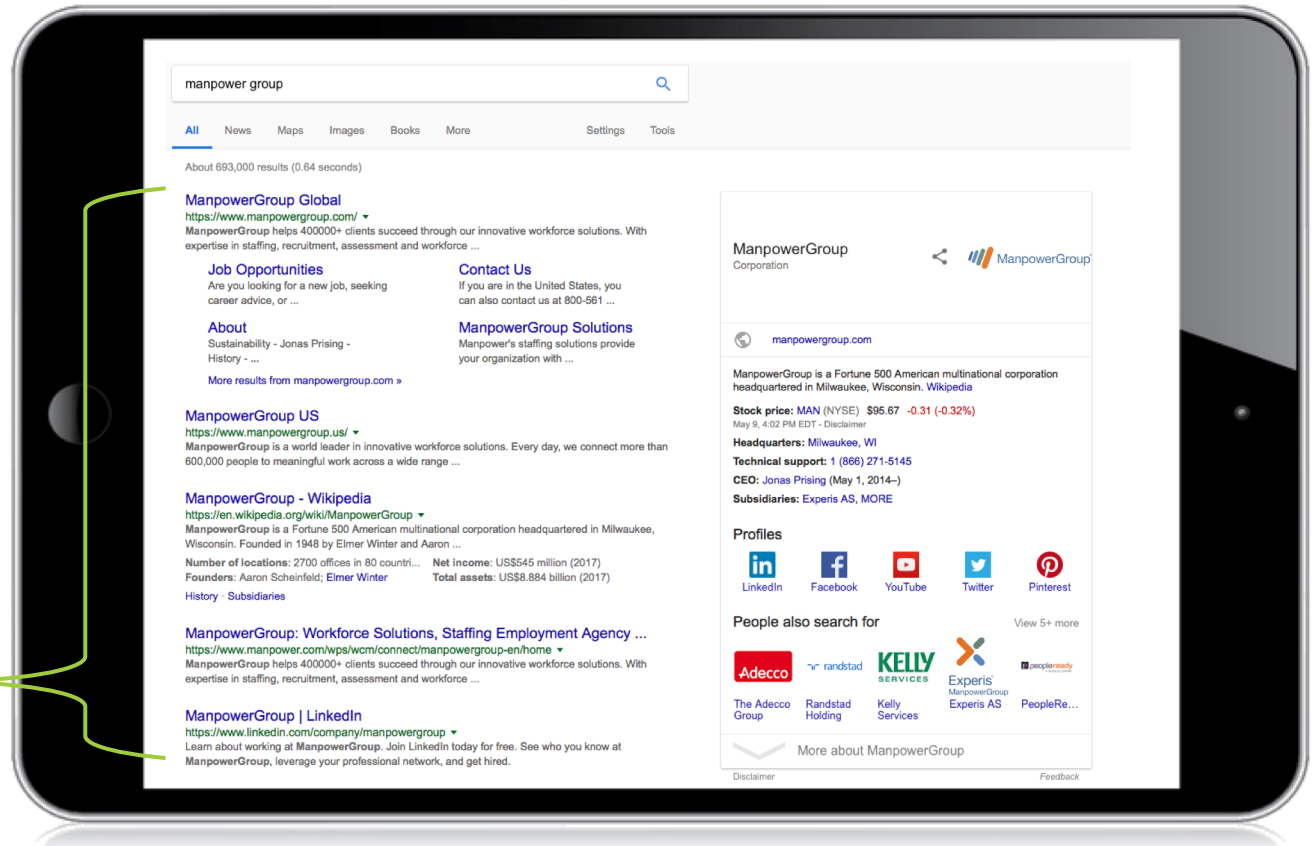 manpower group
All News Maps Images Books More Settings Tools
About 693,000 results (0.64 seconds)
ManpowerGroup Global
https://www.manpowergroup.com/
ManpowerGroup helps 400000+ clients succeed through our innovative workforce solutions. With
expertise in staffing, recruitment, assessment and workforce ...
Job Opportunities
Are you looking for a new job, seeking
career advice, or ...
Contact Us
If you are in the United States, you
can also contact us at 800-561 ...
About
Sustainability - Jonas Prising -
History - ...
ManpowerGroup Solutions
Manpower's staffing solutions provide
your organization with ...
More results from manpowergroup.com »
ManpowerGroup US
https://www.manpowergroup.us/
ManpowerGroup is a world leader in innovative workforce solutions. Every day, we connect more than
600,000 people to meaningful work across a wide range ...
ManpowerGroup - Wikipedia
https://en.wikipedia.org/wiki/ManpowerGroup
ManpowerGroup is a Fortune 500 American multinational corporation headquartered in Milwaukee,
Wisconsin. Founded in 1948 by Elmer Winter and Aaron ...
Number of locations: 2700 offices in 80 countri... Net income: US$545 million (2017)
Founders: Aaron Scheinfeld; Elmer Winter Total assets: US$8.884 billion (2017)
History · Subsidiaries
ManpowerGroup: Workforce Solutions, Staffing Employment Agency ...
https://www.manpower.com/wps/wcm/connect/manpowergroup-en/home
ManpowerGroup helps 400000+ clients succeed through our innovative workforce solutions. With
expertise in staffing, recruitment, assessment and workforce ...
ManpowerGroup | LinkedIn
https://www.linkedin.com/company/manpowergroup
Learn about working at ManpowerGroup. Join LinkedIn today for free. See who you know at
ManpowerGroup, leverage your professional network, and get hired.
ManpowerGroup
Corporation
ManpowerGroup
manpowergroup.com
ManpowerGroup is a Fortune 500 American multinational corporation
headquartered in Milwaukee, Wisconsin. Wikipedia
Stock price: MAN (NYSE) $95.67 -0.31 (-0.32%)
May 9, 4:02 PM EDT - Disclaimer
Headquarters: Milwaukee, WI
Technical support: 1 (866) 271-5145
CEO: Jonas Prising (May 1, 2014–)
Subsidiaries: Experis AS, MORE
Profiles
in
LinkedIn Facebook YouTube Twitter Pinterest
People also search for View 5+ more
Adecco
randstad
KELLY
SERVICES
Experis
ManpowerGroup
peopleready
The Adecco
Group
Randstad
Holding
Kelly
Services
Experis AS
PeopleRe...
More about ManpowerGroup
Disclaimer Feedback